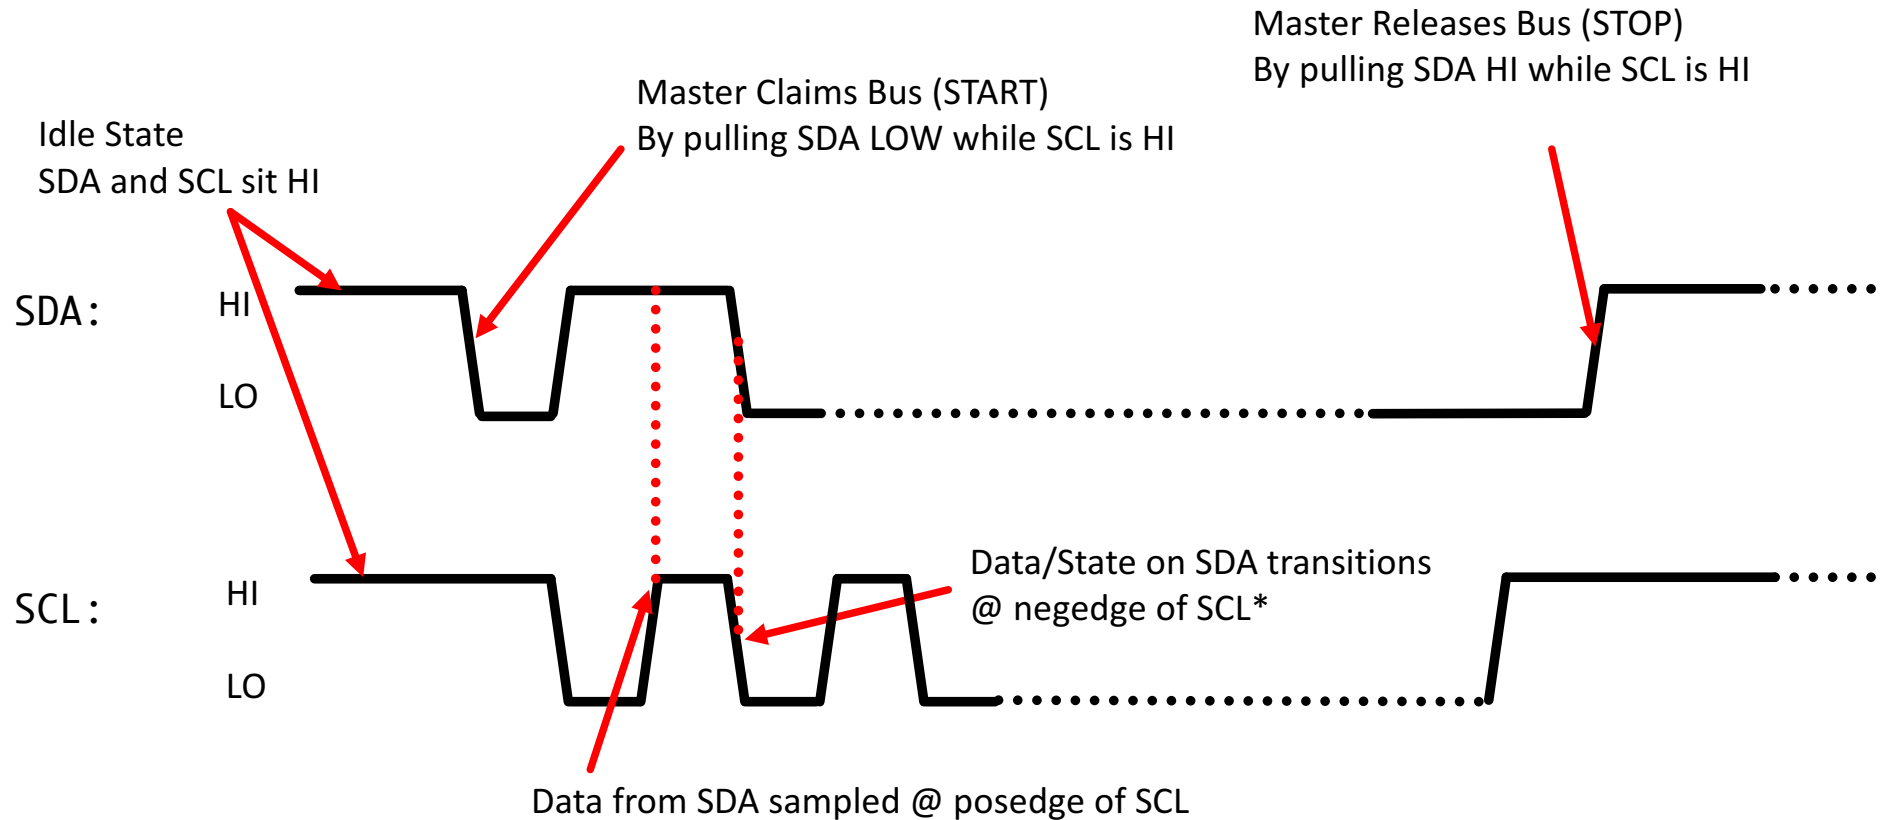 Master Releases Bus (STOP)
By pulling SDA HI while SCL is HI
Master Claims Bus (START)
By pulling SDA LOW while SCL is HI
Idle State
SDA and SCL sit HI
SDA:
HI
LO
Data/State on SDA transitions
@ negedge of SCL*
SCL:
HI
LO
Data from SDA sampled @ posedge of SCL